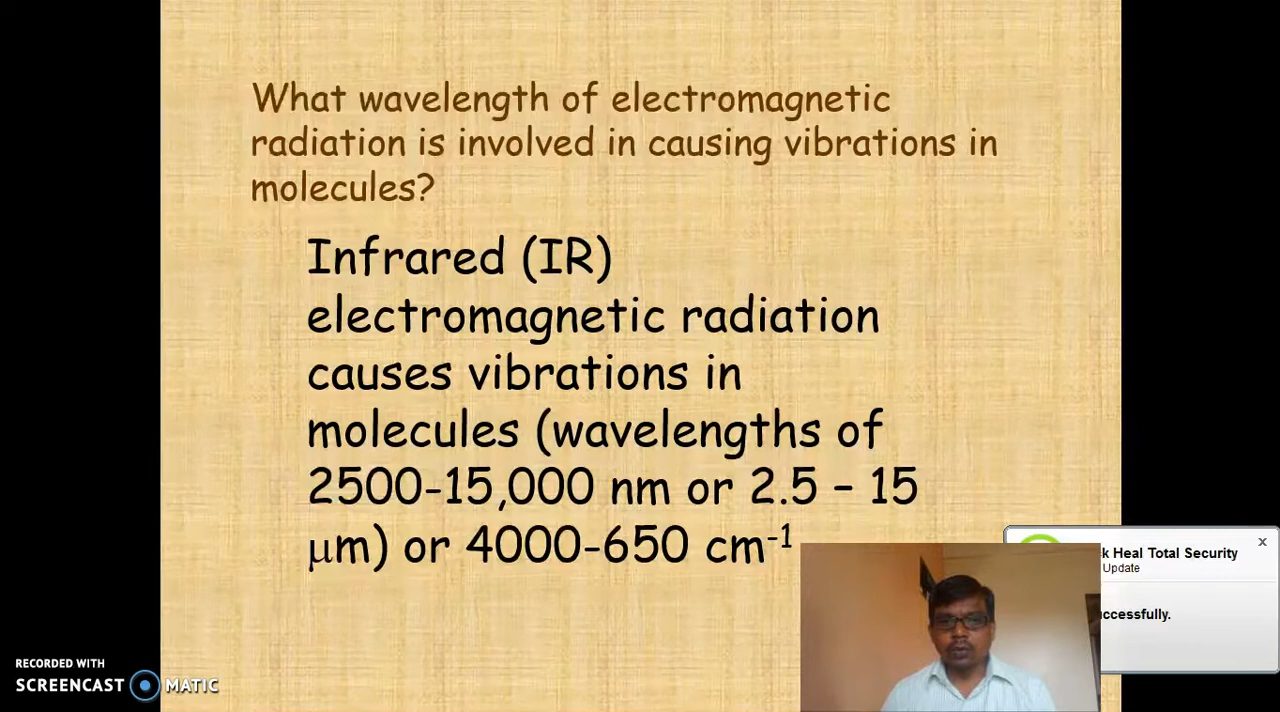 What wavelength of electromagnetic
radiation is involved in causing vibrations in
molecules?
Infrared (IR)
electromagnetic radiation
causes vibrations in
molecules (wavelengths of
2500-15,000 nm or 2.5 – 15
μm) or 4000-650 cm⁻¹
k Heal Total Security
Update
uccessfully.
RECORDED WITH
SCREENCAST MATIC